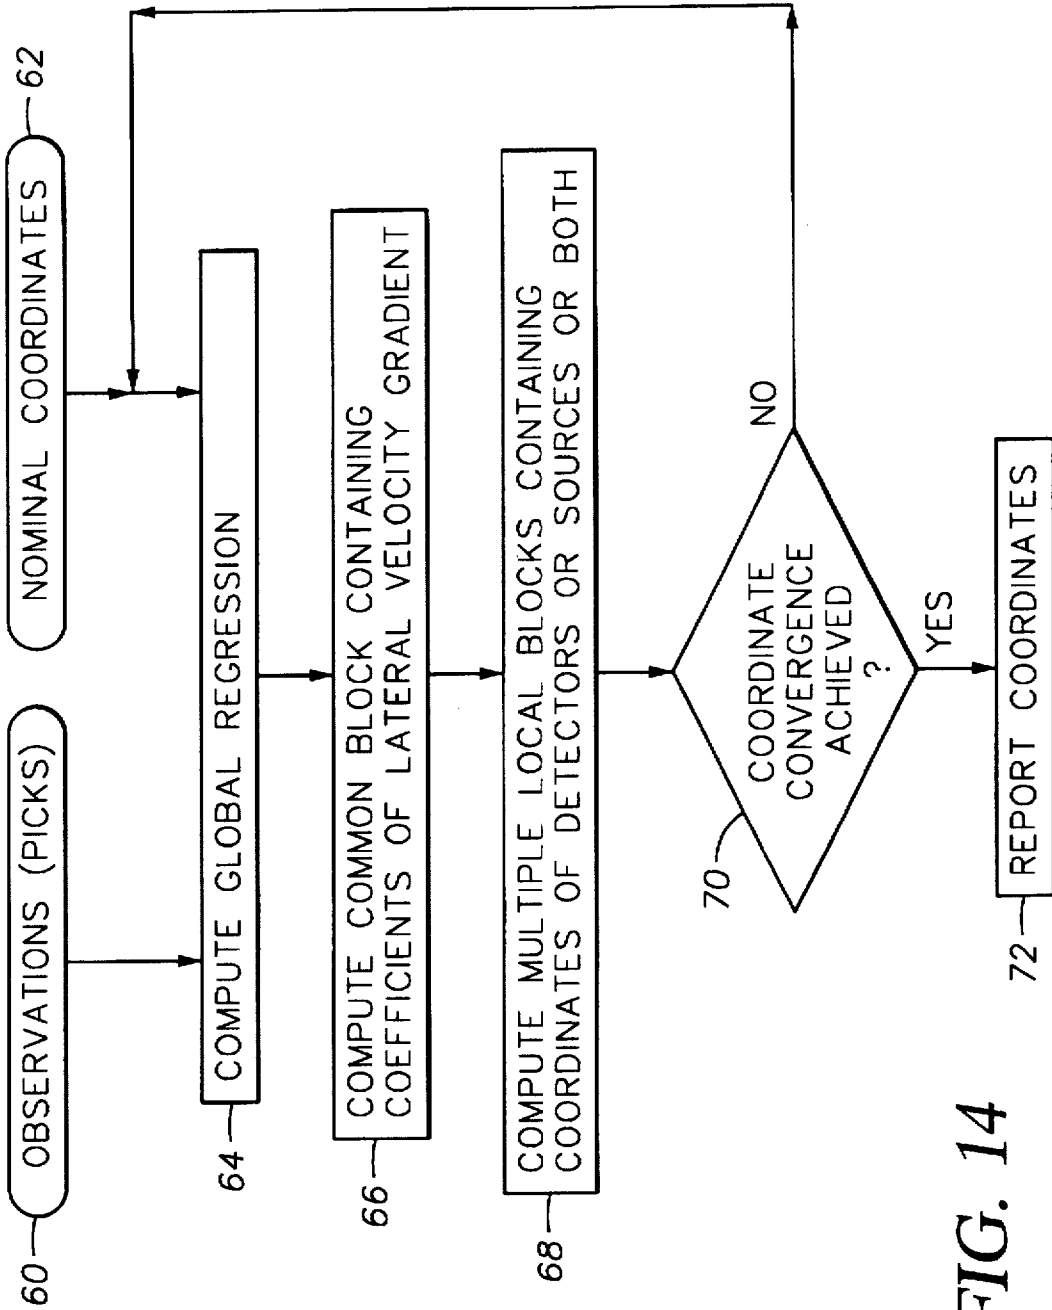 60
OBSERVATIONS (PICKS)
NOMINAL COORDINATES
62
64
COMPUTE GLOBAL REGRESSION
66
COMPUTE COMMON BLOCK CONTAINING
COEFFICIENTS OF LATERAL VELOCITY GRADIENT
68
COMPUTE MULTIPLE LOCAL BLOCKS CONTAINING
COORDINATES OF DETECTORS OR SOURCES OR BOTH
70
COORDINATE
CONVERGENCE
ACHIEVED
?
NO
YES
72
REPORT COORDINATES
FIG. 14